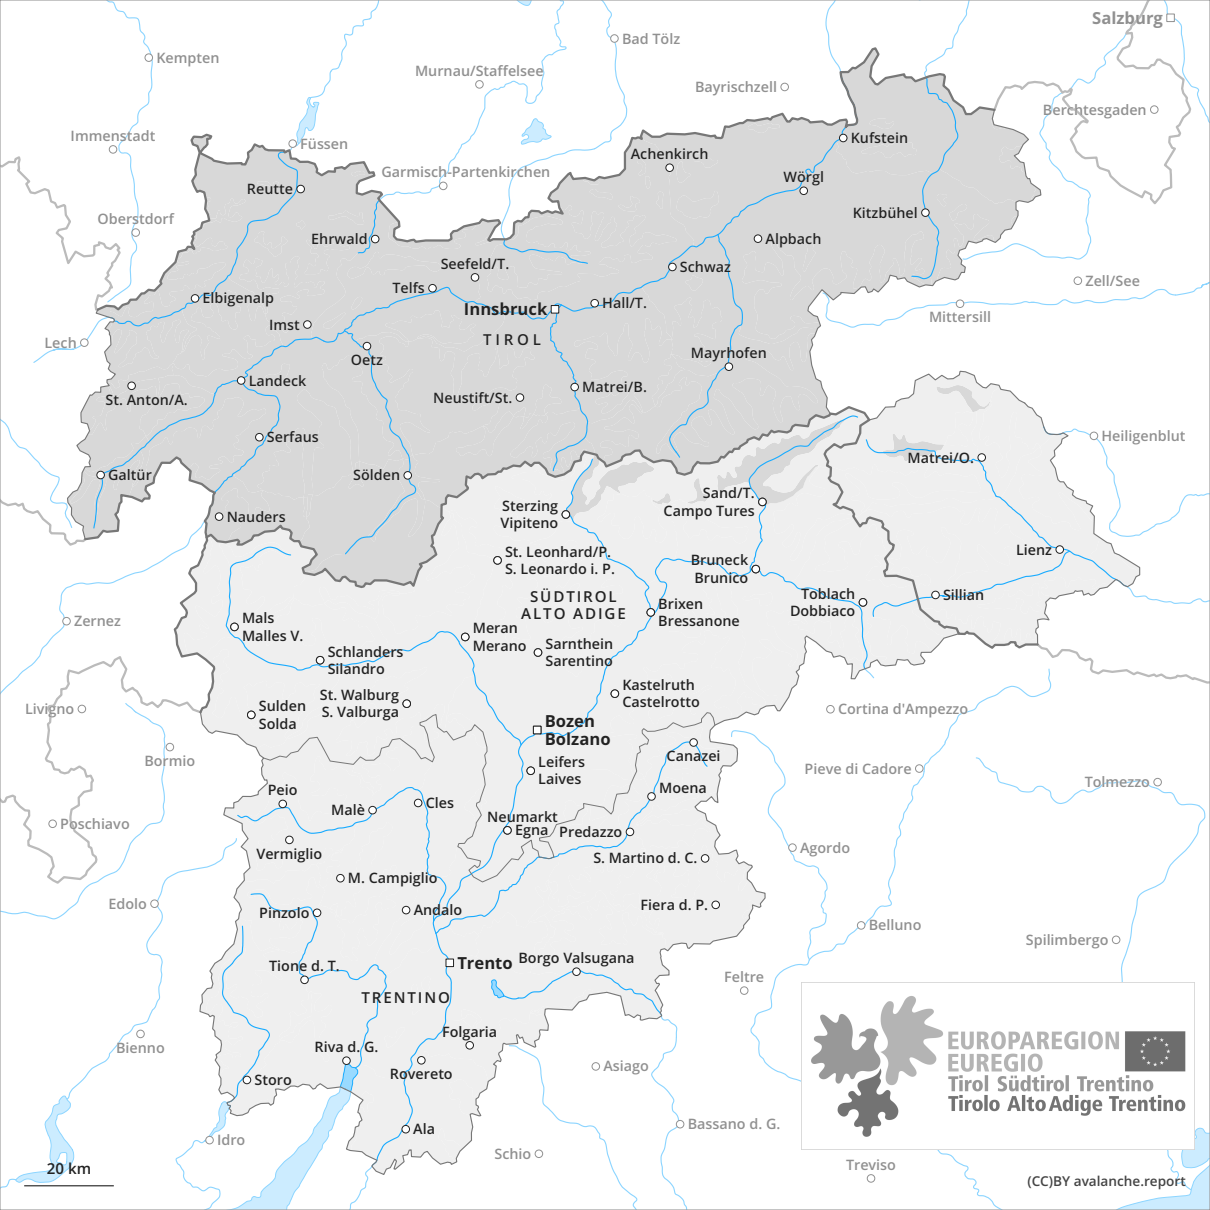 Salzburg
Kempten
Bad Tölz
Murnau/Staffelsee
Bayrischzell
Berchtesgaden
Immenstadt
Füssen
Kufstein
Achenkirch
Garmisch-Partenkirchen
Wörgl
Reutte
Oberstdorf
Kitzbühel
Ehrwald
Alpbach
Seefeld/T.
Schwaz
Zell/See
Telfs
Elbigenalp
Hall/T.
Innsbruck
Mittersill
Imst
TIROL
Lech
Oetz
Mayrhofen
Landeck
St. Anton/A.
Matrei/B.
Neustift/St.
Serfaus
Heiligenblut
Matrei/O.
Galtür
Sölden
Sand/T.
Campo Tures
Sterzing
Vipiteno
Nauders
St. Leonhard/P.
S. Leonardo i. P.
Lienz
Bruneck
Brunico
SÜDTIROL
ALTO ADIGE
Toblach
Dobbiaco
Sillian
Brixen
Bressanone
Zernez
Mals
Malles V.
Meran
Merano
Sarnthein
Sarentino
Schlanders
Silandro
Kastelruth
Castelrotto
St. Walburg
S. Valburga
Livigno
Sulden
Solda
Cortina d'Ampezzo
Bozen
Bolzano
Bormio
Canazei
Leifers
Laives
Pieve di Cadore
Tolmezzo
Peio
Moena
Malè
Cles
Poschiavo
Neumarkt
Egna
Predazzo
Vermiglio
Agordo
S. Martino d. C.
M. Campiglio
Edolo
Pinzolo
Andalo
Fiera d. P.
Belluno
Spilimbergo
Tione d. T.
Trento
Borgo Valsugana
Feltre
TRENTINO
Bienno
Riva d. G.
Folgaria
Rovereto
Asiago
Storo
EUROPAREGION
EUREGIO
Tirol Südtirol Trentino
Tirolo Alto Adige Trentino
Idro
Ala
Bassano d. G.
Schio
Treviso
20 km
(CC)BY avalanche.report